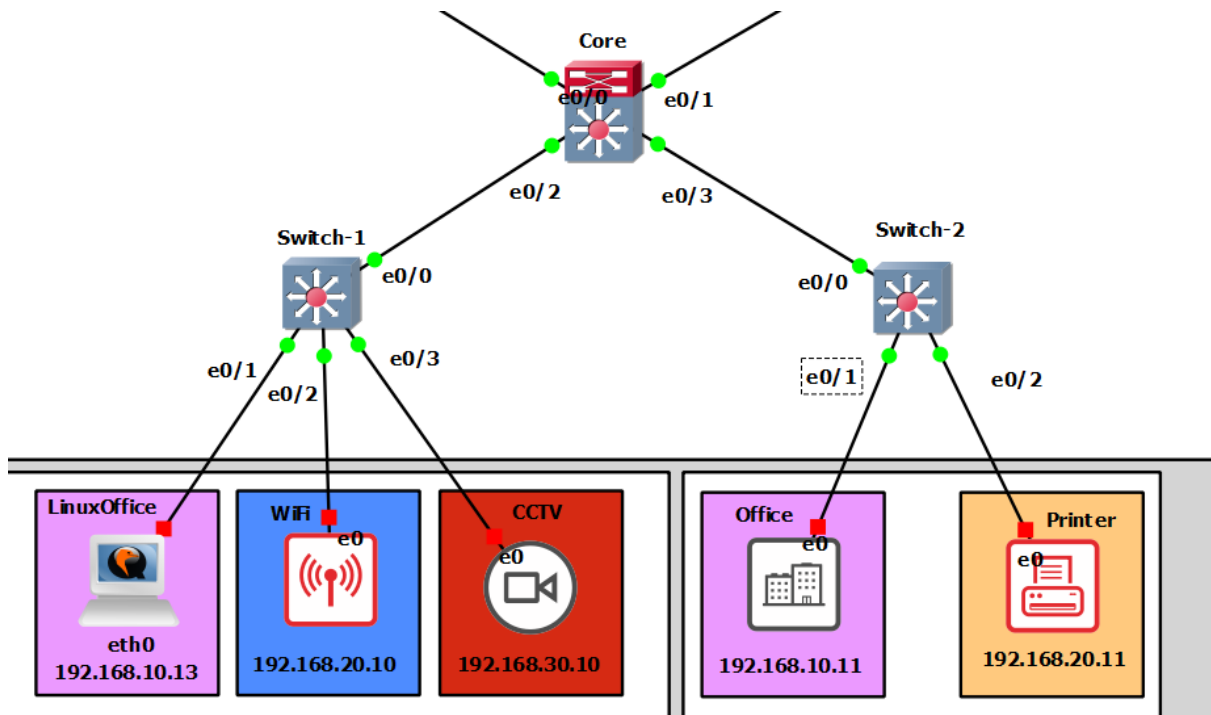 Core
e0/0
e0/1
e0/2
e0/3
Switch-1
Switch-2
e0/0
e0/0
e0/1
e0/2
e0/3
e0/1
e0/2
LinuxOffice
WiFi
CCTV
Office
Printer
e0
e0
e0
e0
eth0
192.168.10.13
192.168.20.10
192.168.30.10
192.168.10.11
192.168.20.11